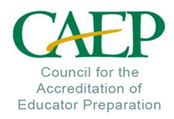 CAEP
Council for the
Accreditation of
Educator Preparation